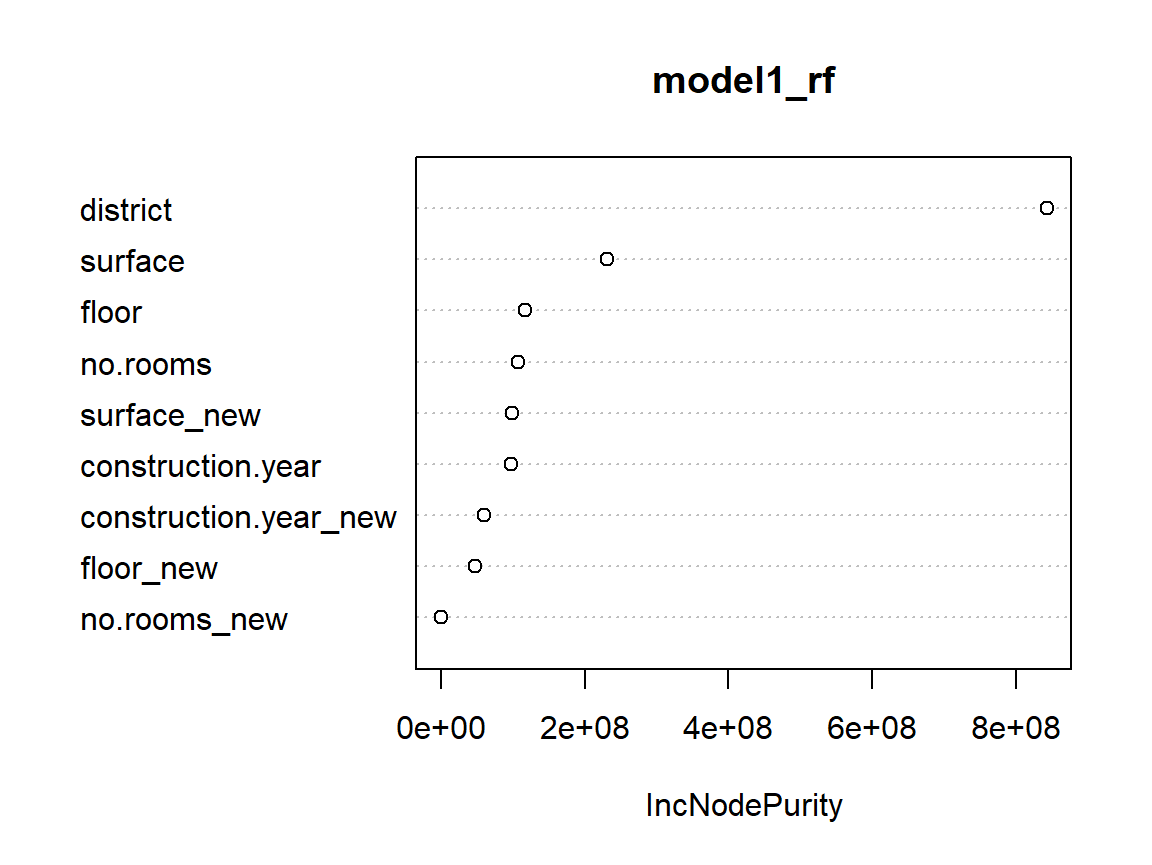 model1_rf
district
surface
floor
no.rooms
surface_new
construction.year
construction.year_new
floor_new
no.rooms_new
0e+00 2e+08 4e+08 6e+08 8e+08
IncNodePurity